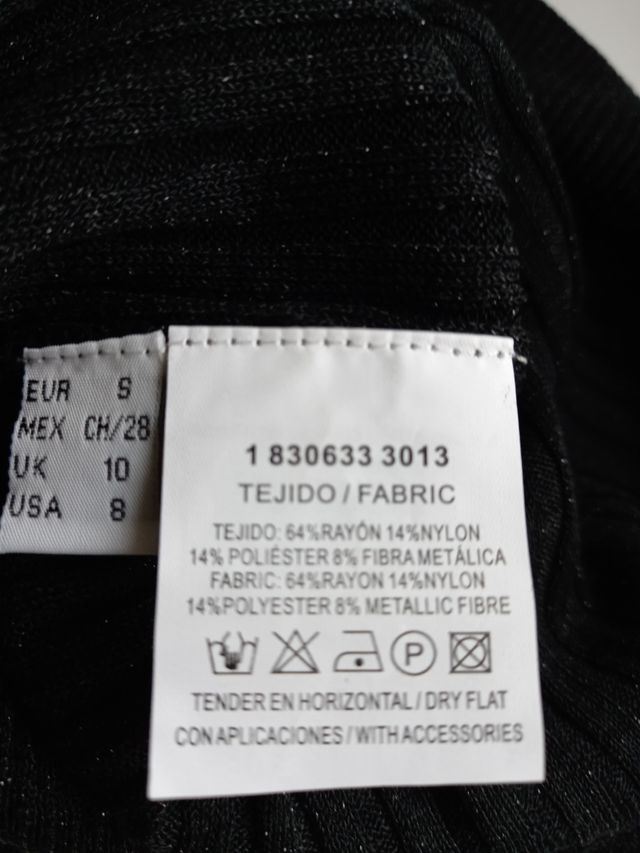 EUR S
MEX CH/28
UK 10
USA 8
1 830633 3013
TEJIDO / FABRIC
TEJIDO: 64%RAYÓN 14%NYLON
14% POLIÉSTER 8% FIBRA METÁLICA
FABRIC: 64%RAYON 14%NYLON
14%POLYESTER 8% METALLIC FIBRE
P
TENDER EN HORIZONTAL / DRY FLAT
CON APLICACIONES / WITH ACCESSORIES